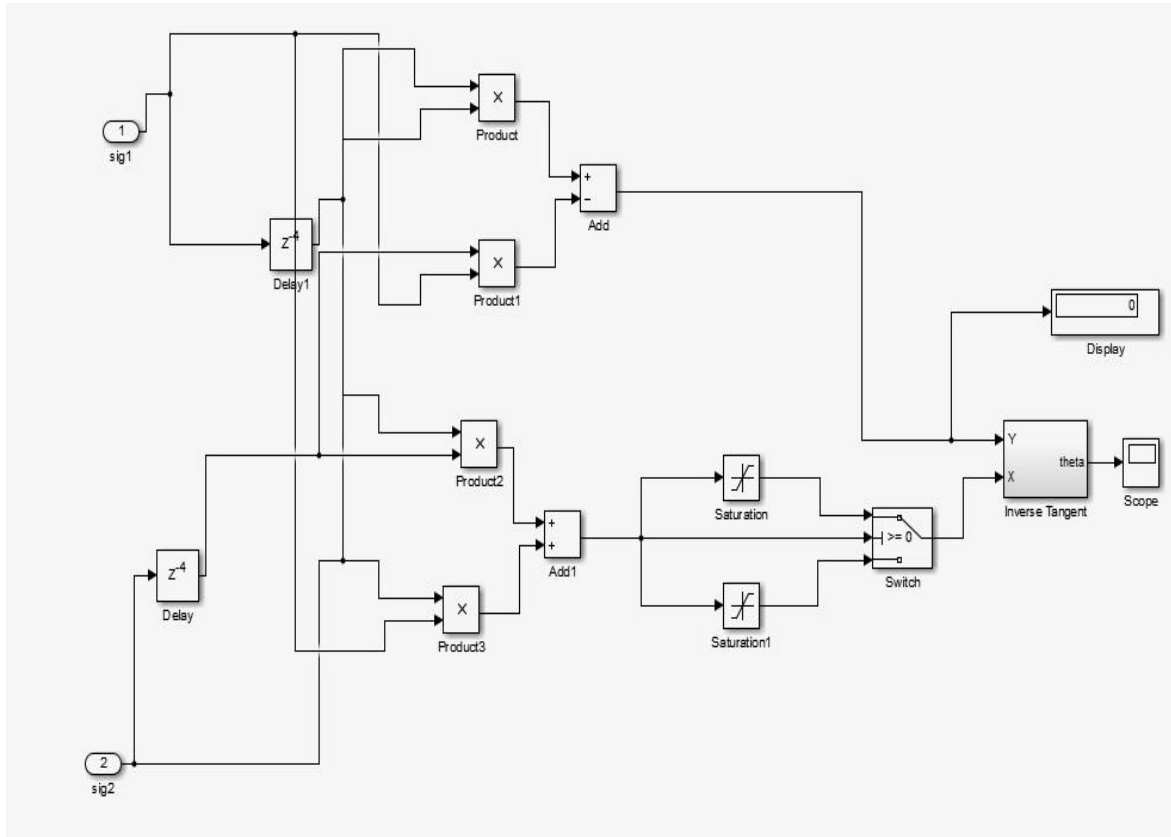 1
sig1
X
Product
+
−
Add
Z-4
Delay1
X
Product1
0
Display
X
Product2
Y
X
theta
Inverse Tangent
Scope
Saturation
+
+
Add1
>= 0
Switch
Z-4
Delay
X
Product3
Saturation1
2
sig2